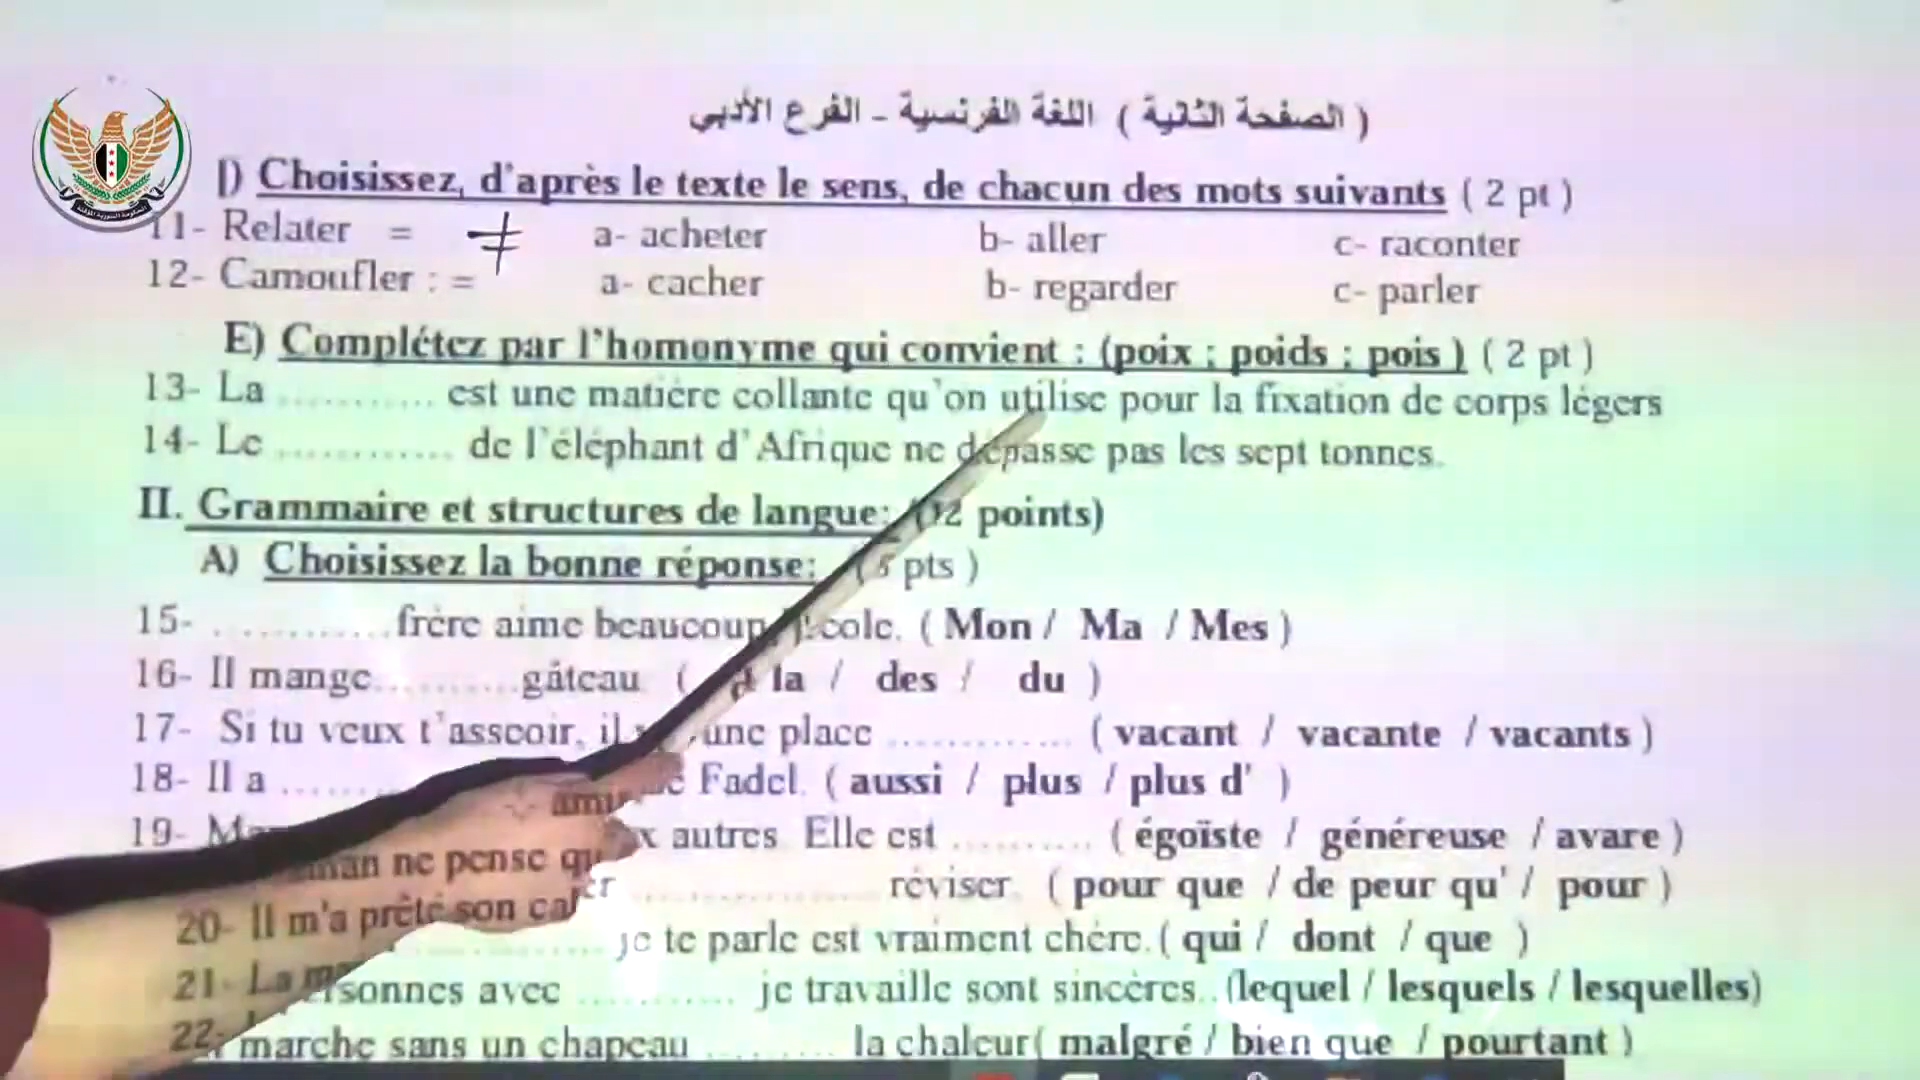 ( الصفحة الثانية ) اللغة الفرنسية - الفرع الأدبي
D) Choisissez, d'après le texte le sens, de chacun des mots suivants ( 2 pt )
11- Relater = ≠ a- acheter b- aller c- raconter
12- Camoufler : = a- cacher b- regarder c- parler
E) Complétez par l'homonyme qui convient : (poix ; poids ; pois ) ( 2 pt )
13- La ........... est une matière collante qu'on utilise pour la fixation de corps légers
14- Le ............ de l'éléphant d'Afrique ne dépasse pas les sept tonnes.
II. Grammaire et structures de langue: (12 points)
A) Choisissez la bonne réponse: ( pts )
15- ............ frère aime beaucoup l'école. ( Mon / Ma / Mes )
16- Il mange.......... gâteau. ( la / des / du )
17- Si tu veux t'asseoir, il une place ............. ( vacant / vacante / vacants )
18- Il a ...... Fadel. ( aussi / plus / plus d' )
19- autres. Elle est .......... ( égoïste / généreuse / avare )
20- Il m'a prêté son ................ réviser. ( pour que / de peur qu' / pour )
21- La ............... je te parle est vraiment chère. ( qui / dont / que )
22- avec ............ je travaille sont sincères.. (lequel / lesquels / lesquelles)
marche sans un chapeau .......... la chaleur( malgré / bien que / pourtant )